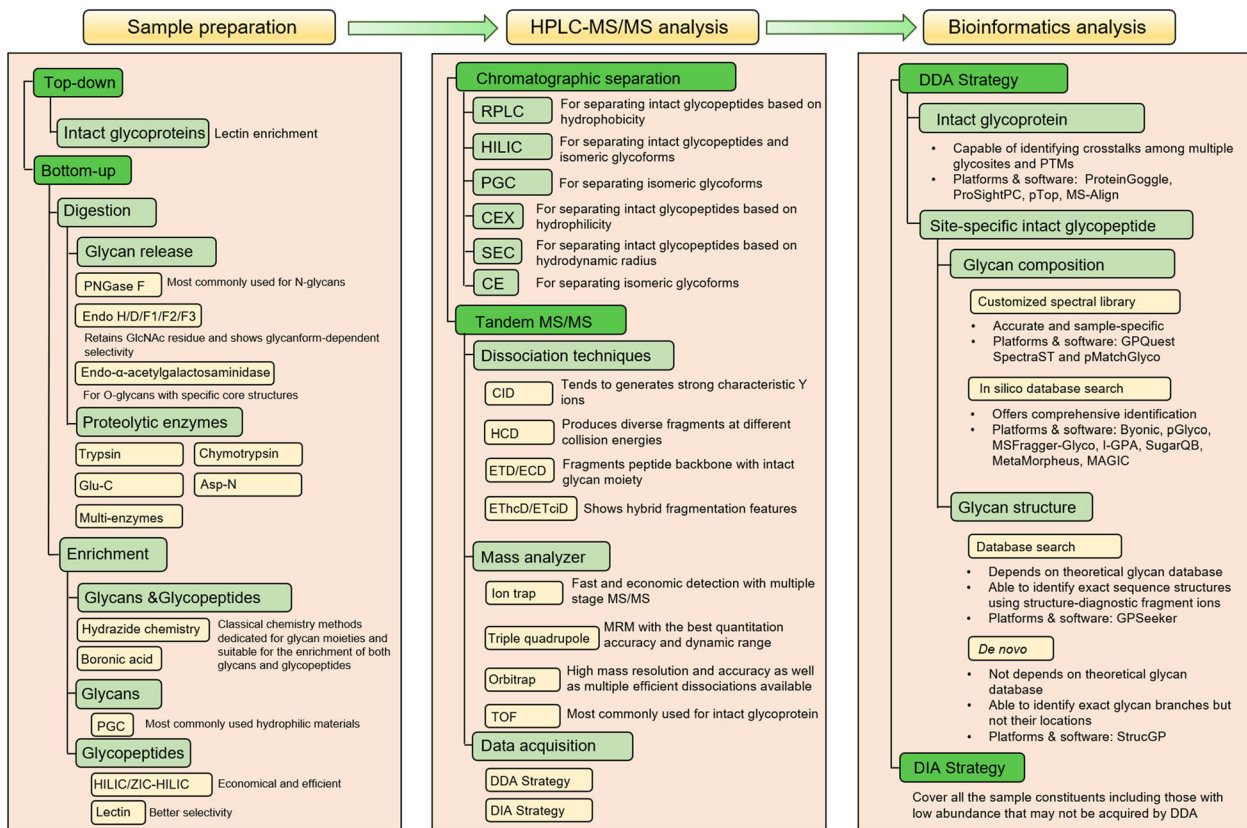 Sample preparation
HPLC-MS/MS analysis
Bioinformatics analysis
Top-down
Intact glycoproteins
Lectin enrichment
Bottom-up
Digestion
Glycan release
PNGase F
Most commonly used for N-glycans
Endo H/D/F1/F2/F3
Retains GlcNAc residue and shows glycanform-dependent
selectivity
Endo-α-acetylgalactosaminidase
For O-glycans with specific core structures
Proteolytic enzymes
Trypsin
Chymotrypsin
Glu-C
Asp-N
Multi-enzymes
Enrichment
Glycans &Glycopeptides
Hydrazide chemistry
Boronic acid
Classical chemistry methods
dedicated for glycan moieties and
suitable for the enrichment of both
glycans and glycopeptides
Glycans
PGC
Most commonly used hydrophilic materials
Glycopeptides
HILIC/ZIC-HILIC
Economical and efficient
Lectin
Better selectivity
Chromatographic separation
RPLC
For separating intact glycopeptides based on
hydrophobicity
HILIC
For separating intact glycopeptides and
isomeric glycoforms
PGC
For separating isomeric glycoforms
CEX
For separating intact glycopeptides based on
hydrophilicity
SEC
For separating intact glycopeptides based on
hydrodynamic radius
CE
For separating isomeric glycoforms
Tandem MS/MS
Dissociation techniques
CID
Tends to generates strong characteristic Y
ions
HCD
Produces diverse fragments at different
collision energies
ETD/ECD
Fragments peptide backbone with intact
glycan moiety
EThcD/ETciD
Shows hybrid fragmentation features
Mass analyzer
Ion trap
Fast and economic detection with multiple
stage MS/MS
Triple quadrupole
MRM with the best quantitation
accuracy and dynamic range
Orbitrap
High mass resolution and accuracy as well
as multiple efficient dissociations available
TOF
Most commonly used for intact glycoprotein
Data acquisition
DDA Strategy
DIA Strategy
DDA Strategy
Intact glycoprotein
• Capable of identifying crosstalks among multiple
glycosites and PTMs
• Platforms & software: ProteinGoggle,
ProSightPC, pTop, MS-Align
Site-specific intact glycopeptide
Glycan composition
Customized spectral library
• Accurate and sample-specific
• Platforms & software: GPQuest
SpectraST and pMatchGlyco
In silico database search
• Offers comprehensive identification
• Platforms & software: Byonic, pGlyco,
MSFragger-Glyco, I-GPA, SugarQB,
MetaMorpheus, MAGIC
Glycan structure
Database search
• Depends on theoretical glycan database
• Able to identify exact sequence structures
using structure-diagnostic fragment ions
• Platforms & software: GPSeeker
De novo
• Not depends on theoretical glycan
database
• Able to identify exact glycan branches but
not their locations
• Platforms & software: StrucGP
DIA Strategy
Cover all the sample constituents including those with
low abundance that may not be acquired by DDA